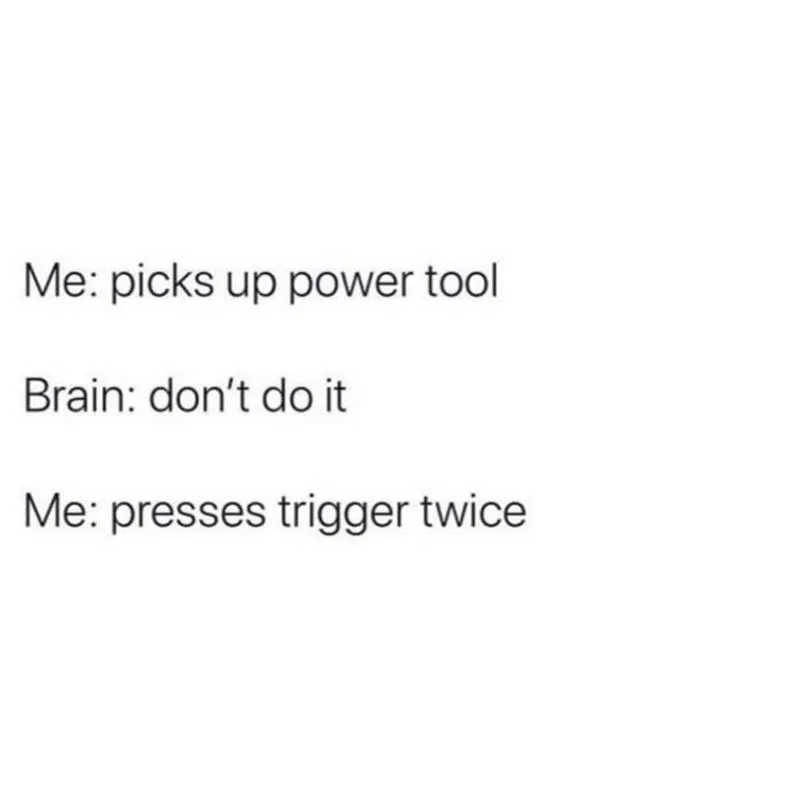 Me: picks up power tool
Brain: don’t do it
Me: presses trigger twice